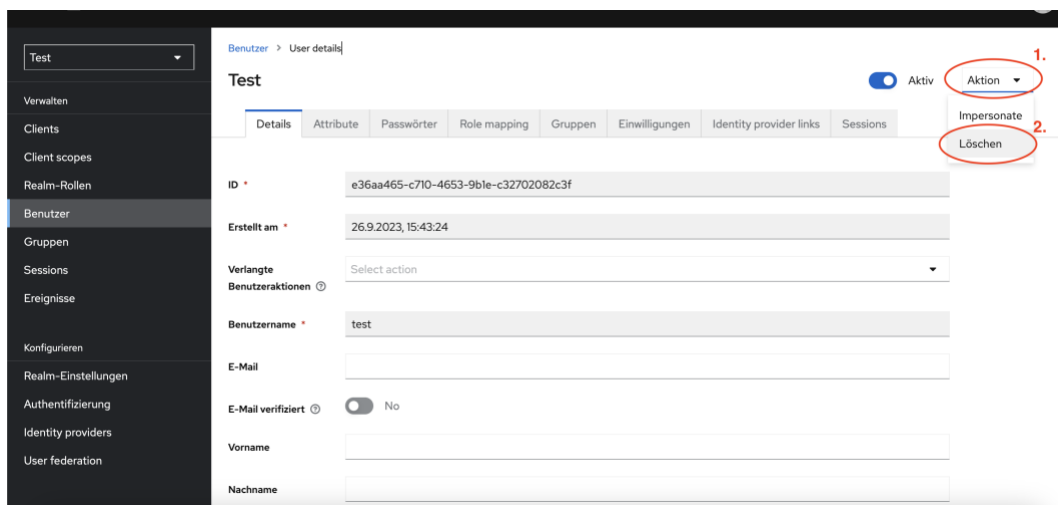 Test
Verwalten
Clients
Client scopes
Realm-Rollen
Benutzer
Gruppen
Sessions
Ereignisse
Konfigurieren
Realm-Einstellungen
Authentifizierung
Identity providers
User federation
Benutzer > User details
Test
Aktiv
1.
Aktion
Impersonate
2.
Löschen
Details Attribute Passwörter Role mapping Gruppen Einwilligungen Identity provider links Sessions
ID * e36aa465-c710-4653-9b1e-c32702082c3f
Erstellt am * 26.9.2023, 15:43:24
Verlangte Select action
Benutzeraktionen
Benutzername * test
E-Mail
E-Mail verifiziert No
Vorname
Nachname